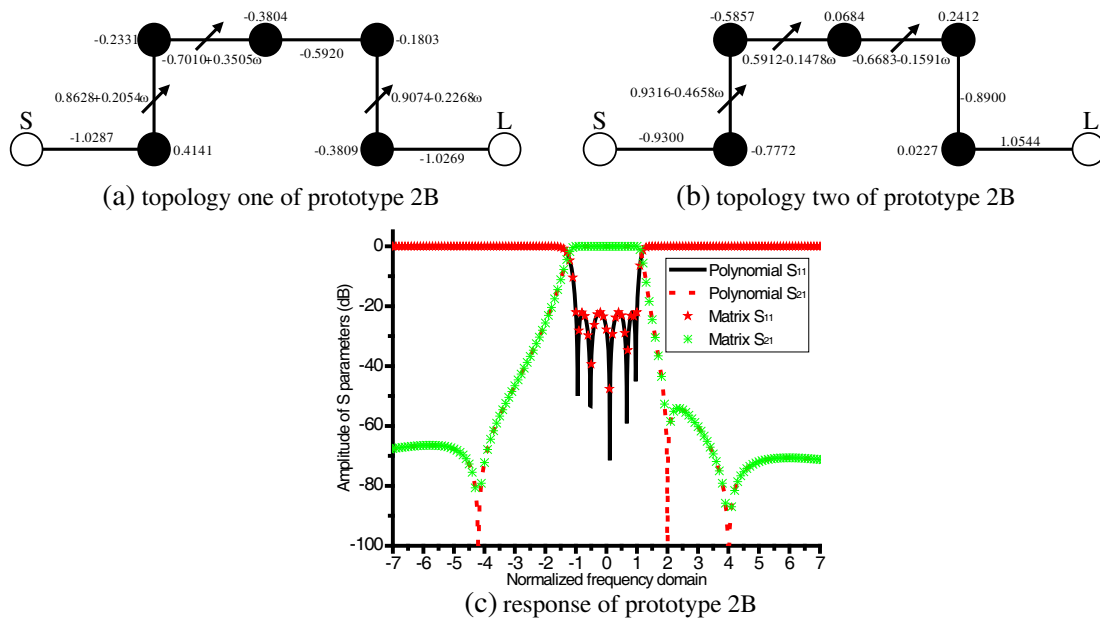 -0.3804
-0.2331
-0.1803
-0.7010+0.3505ω
-0.5920
0.8628+0.2054ω
0.9074-0.2268ω
S
L
-1.0287
0.4141
-0.3809
-1.0269
(a) topology one of prototype 2B
-0.5857
0.0684
0.2412
0.5912-0.1478ω
-0.6683-0.1591ω
0.9316-0.4658ω
-0.8900
S
L
-0.9300
-0.7772
0.0227
1.0544
(b) topology two of prototype 2B
Amplitude of S parameters (dB)
0
-20
-40
-60
-80
-100
Polynomial S11
Polynomial S21
Matrix S11
Matrix S21
-7 -6 -5 -4 -3 -2 -1 0 1 2 3 4 5 6 7
Normalized frequency domain
(c) response of prototype 2B